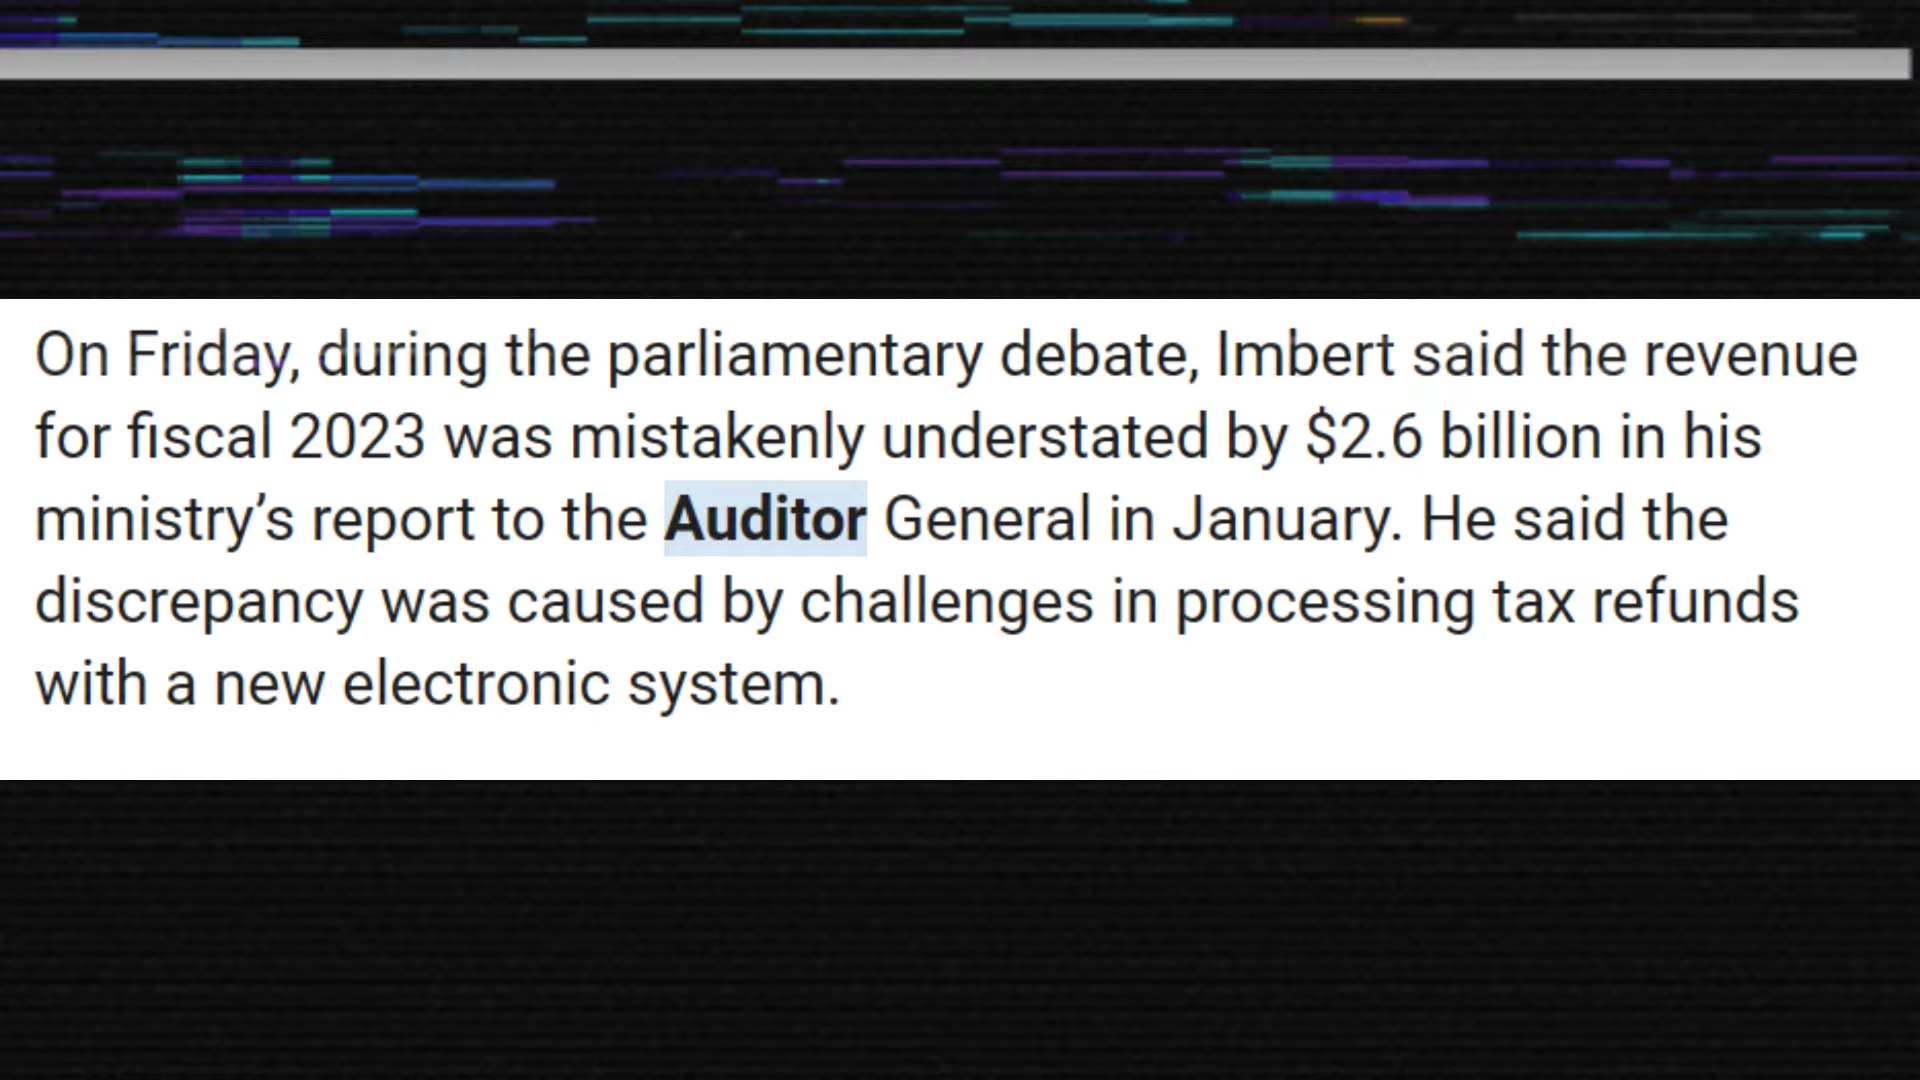 On Friday, during the parliamentary debate, Imbert said the revenue
for fiscal 2023 was mistakenly understated by $2.6 billion in his
ministry’s report to the Auditor General in January. He said the
discrepancy was caused by challenges in processing tax refunds
with a new electronic system.